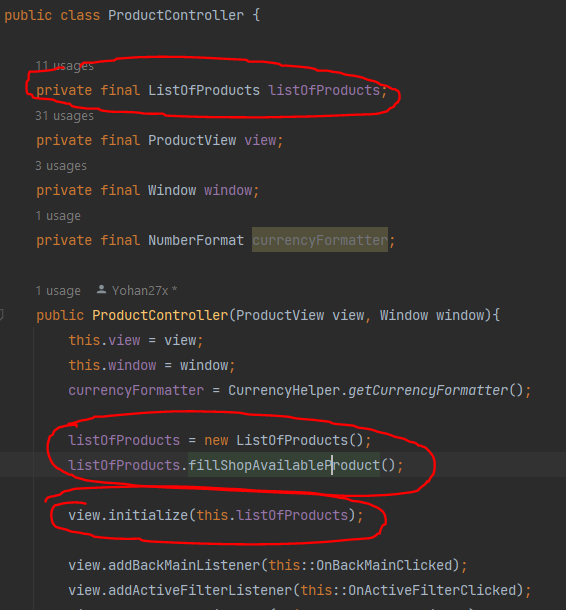 public class ProductController {
11 usages
private final ListOfProducts listOfProducts;
31 usages
private final ProductView view;
3 usages
private final Window window;
1 usage
private final NumberFormat currencyFormatter;
1 usage Yohan27x *
public ProductController(ProductView view, Window window){
this.view = view;
this.window = window;
currencyFormatter = CurrencyHelper.getCurrencyFormatter();
listOfProducts = new ListOfProducts();
listOfProducts.fillShopAvailableProduct();
view.initialize(this.listOfProducts);
view.addBackMainListener(this::OnBackMainClicked);
view.addActiveFilterListener(this::OnActiveFilterClicked);